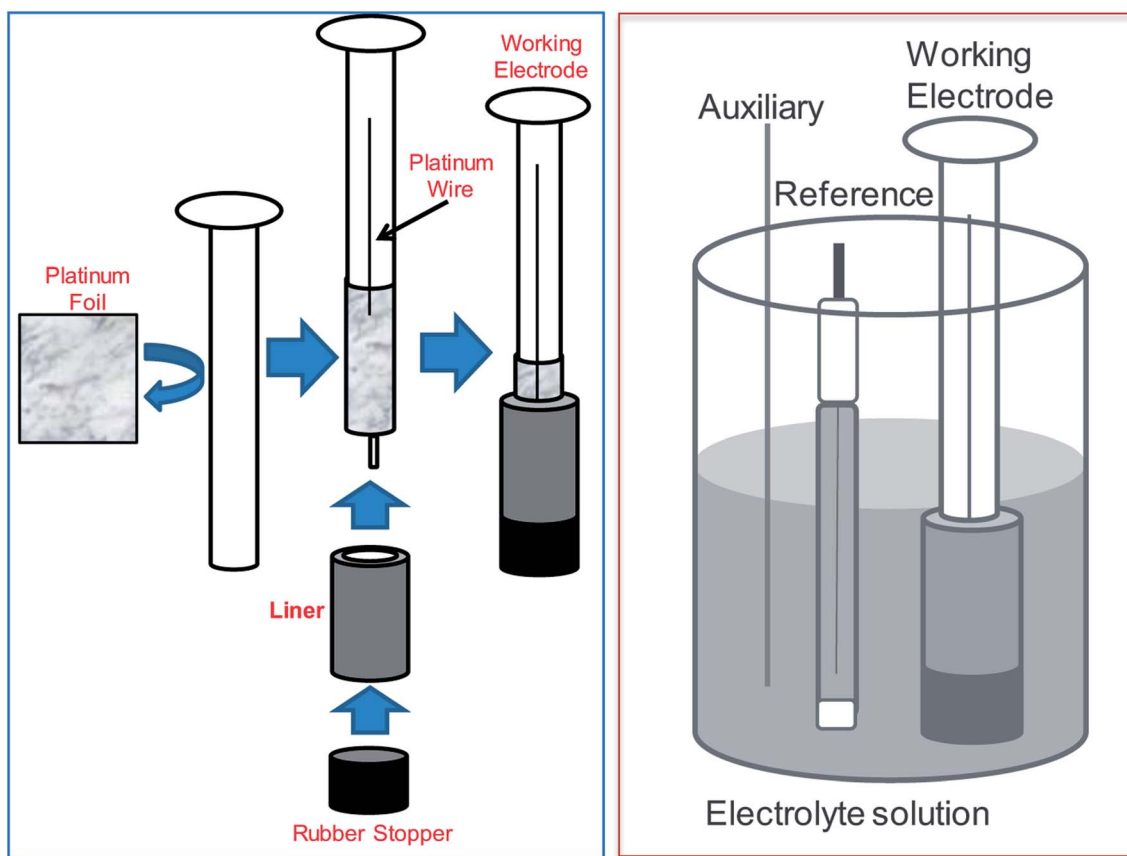 Working
Electrode
Platinum
Wire
Platinum
Foil
Liner
Rubber Stopper
Working
Electrode
Auxiliary
Reference
Electrolyte solution